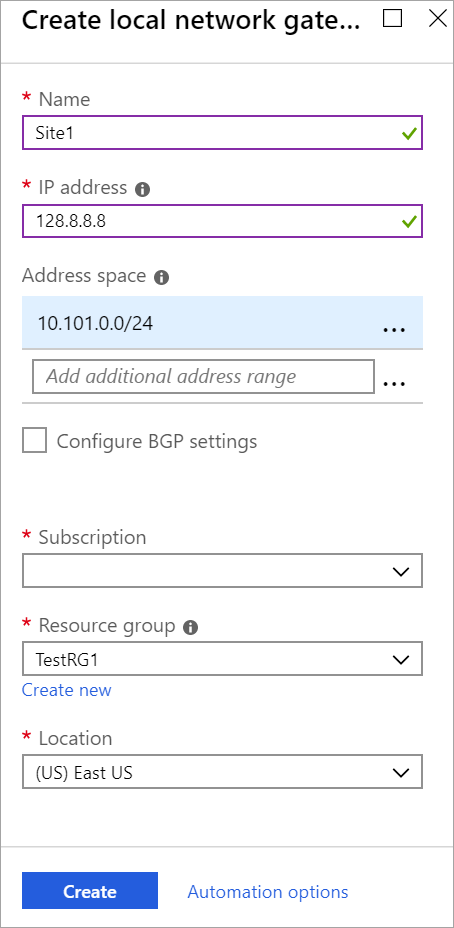 Create local network gate...
* Name
Site1
* IP address
128.8.8.8
Address space
10.101.0.0/24
...
Add additional address range
...
Configure BGP settings
* Subscription
* Resource group
TestRG1
Create new
* Location
(US) East US
Create
Automation options